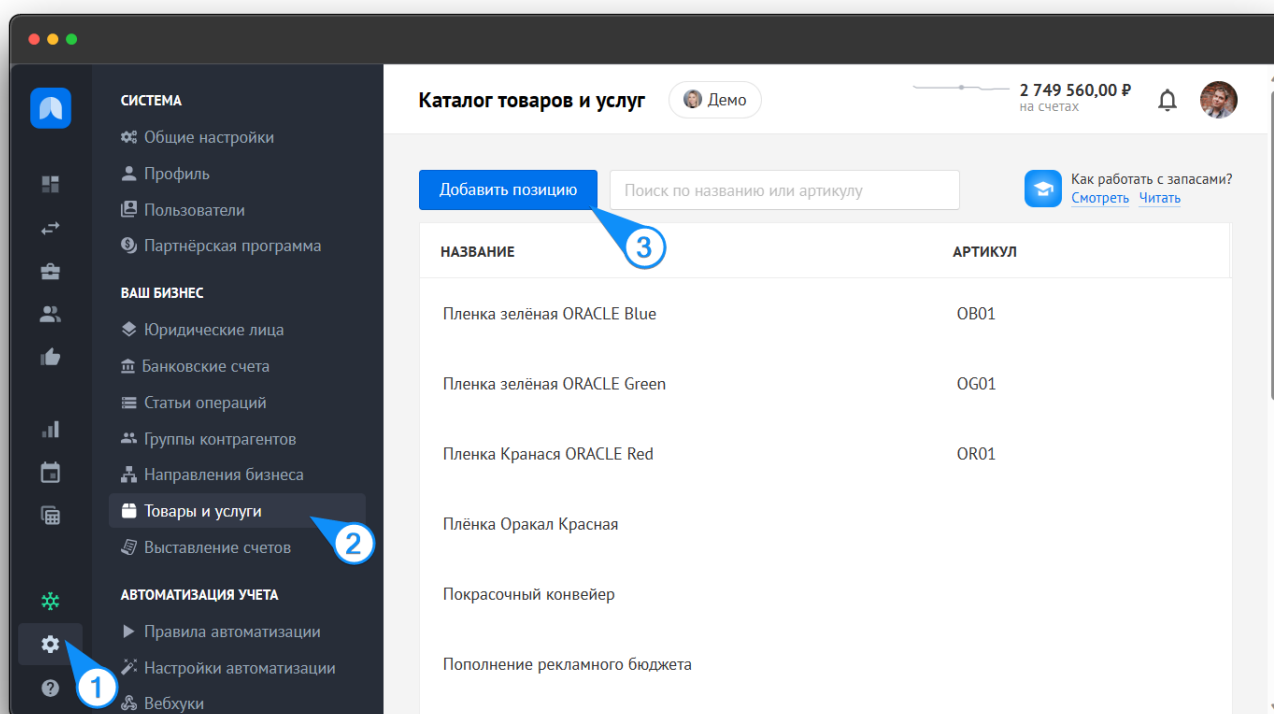 СИСТЕМА
Общие настройки
Профиль
Пользователи
Партнёрская программа
ВАШ БИЗНЕС
Юридические лица
Банковские счета
Статьи операций
Группы контрагентов
Направления бизнеса
Товары и услуги
2
Выставление счетов
АВТОМАТИЗАЦИЯ УЧЕТА
Правила автоматизации
Настройки автоматизации
1
Вебхуки
Каталог товаров и услуг
Демо
2 749 560,00 ₽
на счетах
Добавить позицию
Поиск по названию или артикулу
Как работать с запасами?
Смотреть Читать
3
НАЗВАНИЕ АРТИКУЛ
Пленка зелёная ORACLE Blue OB01
Пленка зелёная ORACLE Green OG01
Пленка Кранася ORACLE Red OR01
Плёнка Оракал Красная
Покрасочный конвейер
Пополнение рекламного бюджета